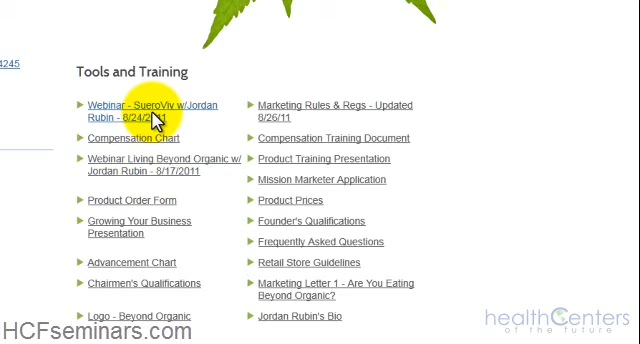 4245
Tools and Training
Webinar - SueroViv w/Jordan
Rubin - 8/24/2011
Compensation Chart
Webinar Living Beyond Organic w/
Jordan Rubin - 8/17/2011
Product Order Form
Growing Your Business
Presentation
Advancement Chart
Chairmen's Qualifications
Logo - Beyond Organic
Marketing Rules & Regs - Updated
8/26/11
Compensation Training Document
Product Training Presentation
Mission Marketer Application
Product Prices
Founder's Qualifications
Frequently Asked Questions
Retail Store Guidelines
Marketing Letter 1 - Are You Eating
Beyond Organic?
Jordan Rubin's Bio
healthCenters
of the future
HCFseminars.com